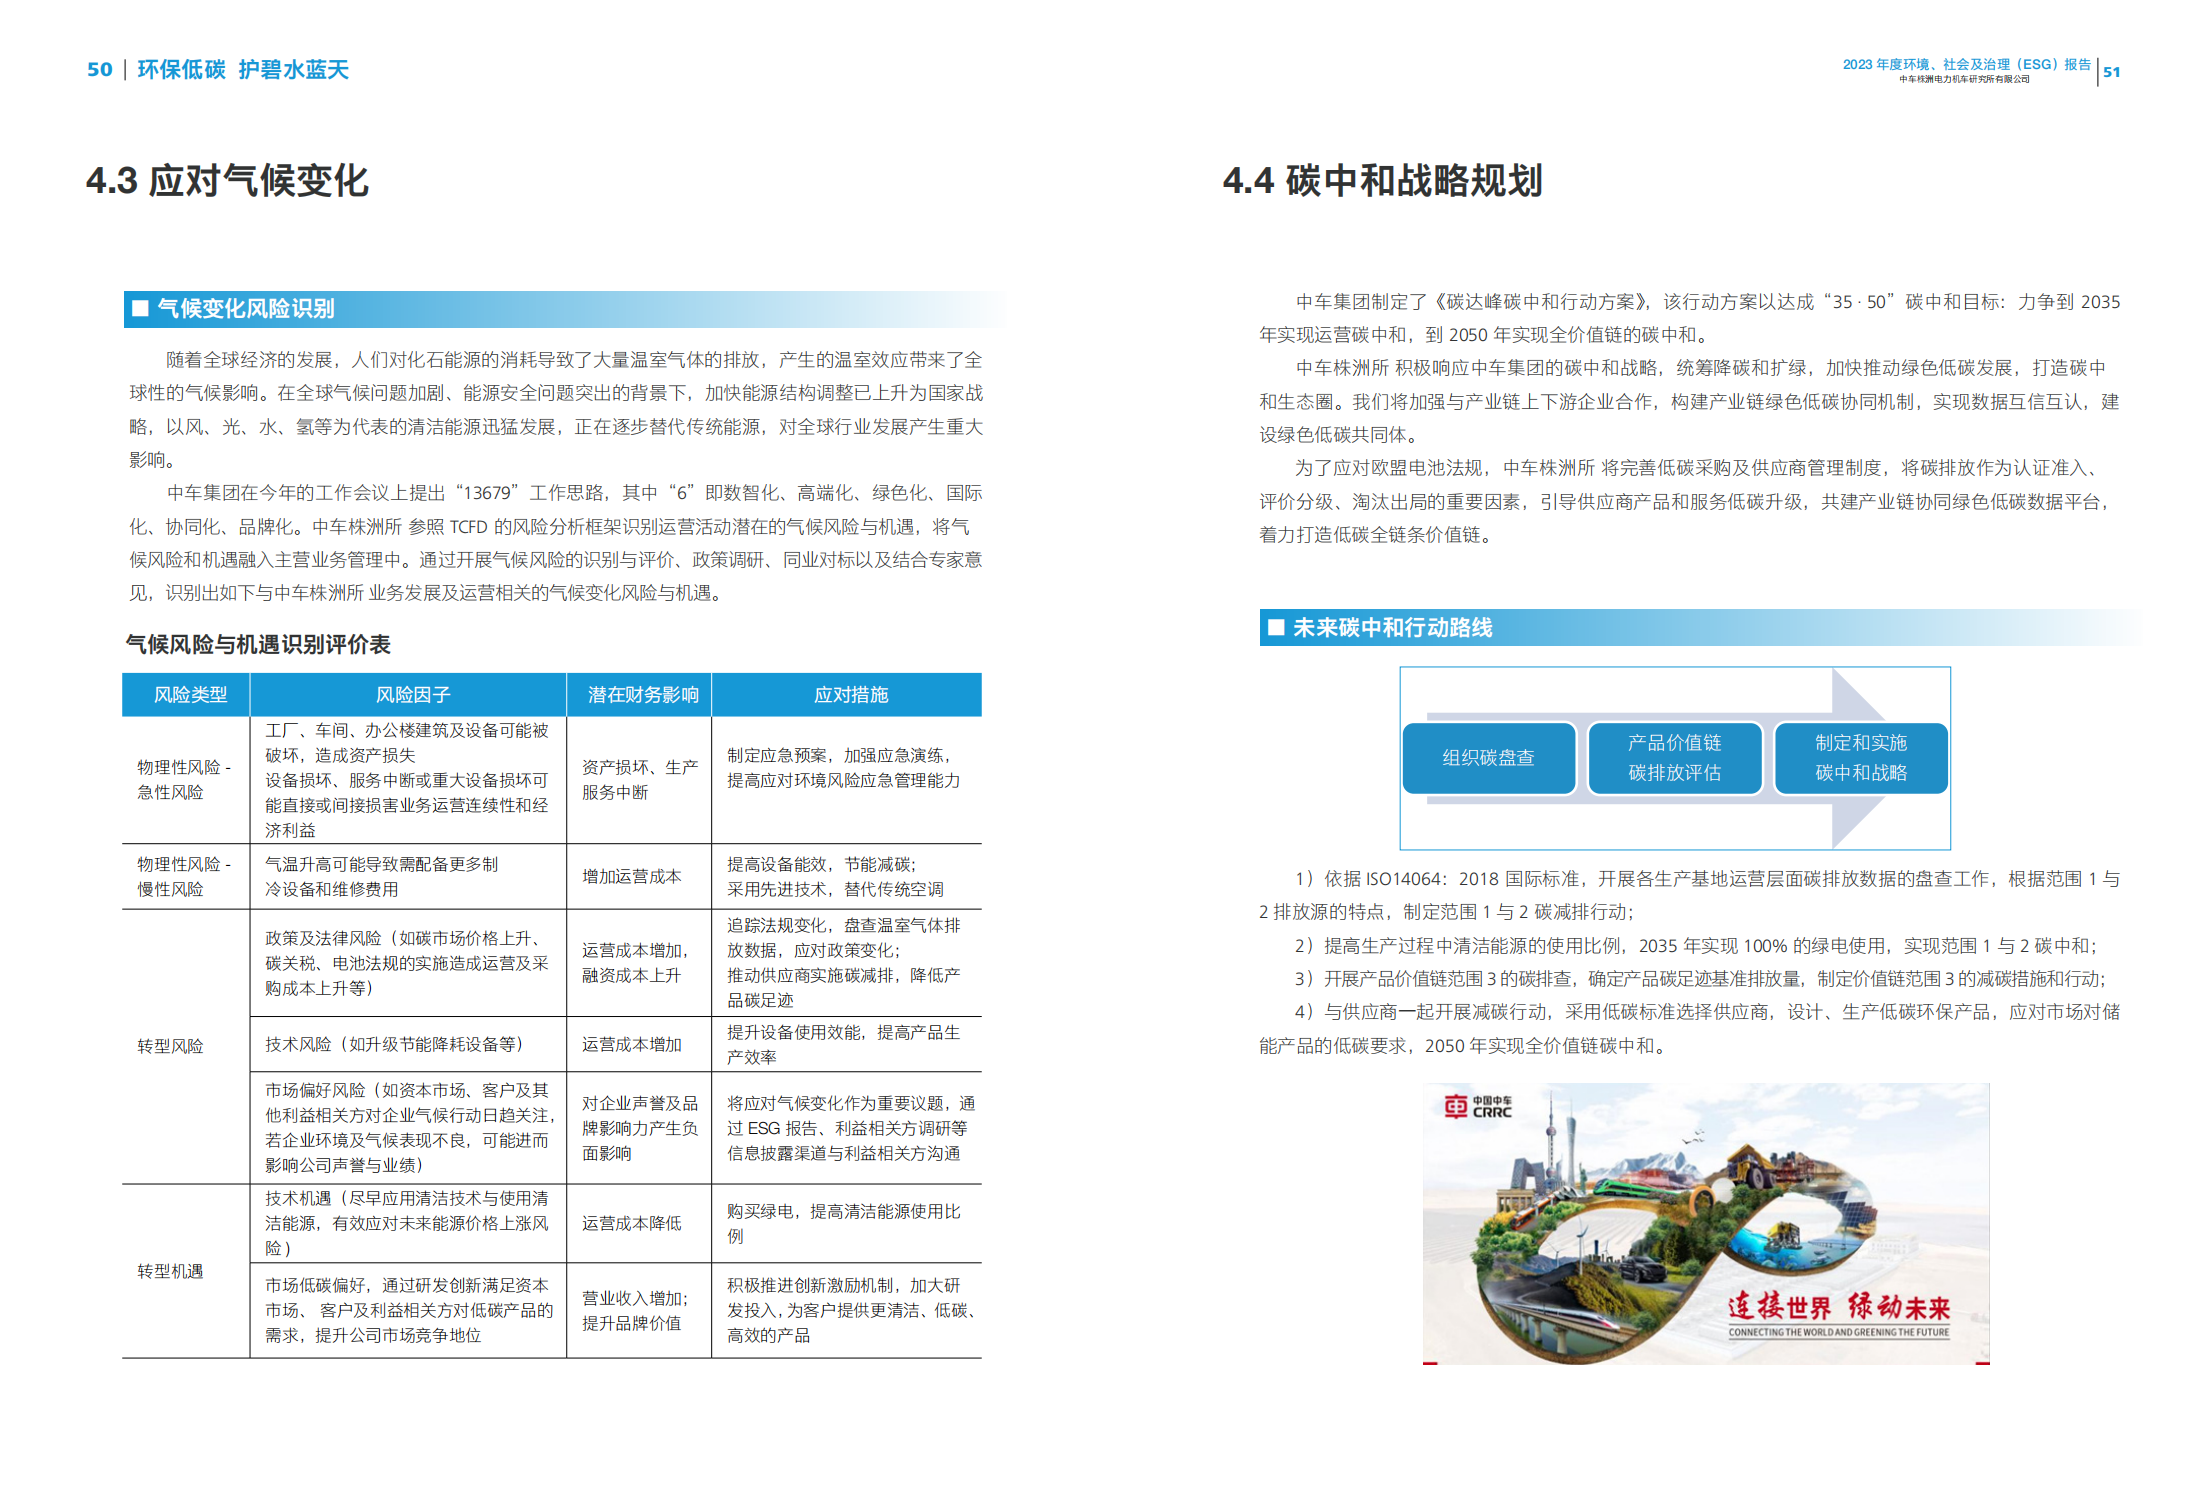 50 环保低碳 护碧水蓝天
4.3 应对气候变化
气候变化风险识别
随着全球经济的发展，人们对化石能源的消耗导致了大量温室气体的排放，产生的温室效应带来了全
球性的气候影响。在全球气候问题加剧、能源安全问题突出的背景下，加快能源结构调整已上升为国家战
略，以风、光、水、氢等为代表的清洁能源迅猛发展，正在逐步替代传统能源，对全球行业发展产生重大
影响。
中车集团在今年的工作会议上提出“13679”工作思路，其中“6”即数智化、高端化、绿色化、国际
化、协同化、品牌化。中车株洲所 参照 TCFD 的风险分析框架识别运营活动潜在的气候风险与机遇，将气
候风险和机遇融入主营业务管理中。通过开展气候风险的识别与评价、政策调研、同业对标以及结合专家意
见，识别出如下与中车株洲所 业务发展及运营相关的气候变化风险与机遇。
气候风险与机遇识别评价表
风险类型 风险因子 潜在财务影响 应对措施
物理性风险 -
急性风险
工厂、车间、办公楼建筑及设备可能被
破坏，造成资产损失
设备损坏、服务中断或重大设备损坏可
能直接或间接损害业务运营连续性和经
济利益
资产损坏、生产
服务中断
制定应急预案，加强应急演练，
提高应对环境风险应急管理能力
物理性风险 -
慢性风险
气温升高可能导致需配备更多制
冷设备和维修费用
增加运营成本
提高设备能效，节能减碳；
采用先进技术，替代传统空调
转型风险
政策及法律风险（如碳市场价格上升、
碳关税、电池法规的实施造成运营及采
购成本上升等）
运营成本增加，
融资成本上升
追踪法规变化，盘查温室气体排
放数据，应对政策变化；
推动供应商实施碳减排，降低产
品碳足迹
技术风险（如升级节能降耗设备等）
运营成本增加
提升设备使用效能，提高产品生
产效率
市场偏好风险（如资本市场、客户及其
他利益相关方对企业气候行动日趋关注，
若企业环境及气候表现不良，可能进而
影响公司声誉与业绩）
对企业声誉及品
牌影响力产生负
面影响
将应对气候变化作为重要议题，通
过 ESG 报告、利益相关方调研等
信息披露渠道与利益相关方沟通
转型机遇
技术机遇（尽早应用清洁技术与使用清
洁能源，有效应对未来能源价格上涨风
险）
运营成本降低
购买绿电，提高清洁能源使用比
例
市场低碳偏好，通过研发创新满足资本
市场、 客户及利益相关方对低碳产品的
需求，提升公司市场竞争地位
营业收入增加；
提升品牌价值
积极推进创新激励机制，加大研
发投入，为客户提供更清洁、低碳、
高效的产品
2023 年度环境、社会及治理（ESG）报告
中车株洲电力机车研究所有限公司
51
4.4 碳中和战略规划
中车集团制定了《碳达峰碳中和行动方案》，该行动方案以达成“35 · 50”碳中和目标：力争到 2035
年实现运营碳中和，到 2050 年实现全价值链的碳中和。
中车株洲所 积极响应中车集团的碳中和战略，统筹降碳和扩绿，加快推动绿色低碳发展，打造碳中
和生态圈。我们将加强与产业链上下游企业合作，构建产业链绿色低碳协同机制，实现数据互信互认，建
设绿色低碳共同体。
为了应对欧盟电池法规，中车株洲所 将完善低碳采购及供应商管理制度，将碳排放作为认证准入、
评价分级、淘汰出局的重要因素，引导供应商产品和服务低碳升级，共建产业链协同绿色低碳数据平台，
着力打造低碳全链条价值链。
未来碳中和行动路线
组织碳盘查
产品价值链
碳排放评估
制定和实施
碳中和战略
1）依据 ISO14064：2018 国际标准，开展各生产基地运营层面碳排放数据的盘查工作，根据范围 1 与
2 排放源的特点，制定范围 1 与 2 碳减排行动；
2）提高生产过程中清洁能源的使用比例，2035 年实现 100% 的绿电使用，实现范围 1 与 2 碳中和；
3）开展产品价值链范围 3 的碳排查，确定产品碳足迹基准排放量，制定价值链范围 3 的减碳措施和行动；
4）与供应商一起开展减碳行动，采用低碳标准选择供应商，设计、生产低碳环保产品，应对市场对储
能产品的低碳要求，2050 年实现全价值链碳中和。
中国中车
CRRC
连接世界 绿动未来
CONNECTING THE WORLD AND GREENING THE FUTURE